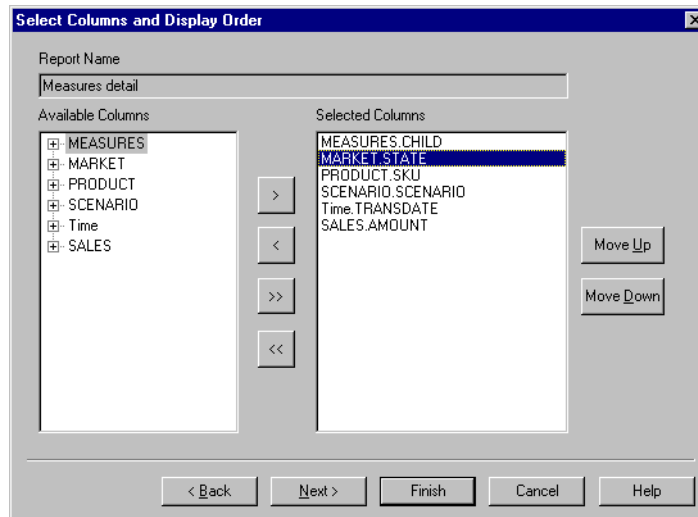 Select Columns and Display Order
Report Name
Measures detail
Available Columns
MEASURES
MARKET
PRODUCT
SCENARIO
Time
SALES
>
<
>>
<<
Selected Columns
MEASURES.CHILD
MARKET.STATE
PRODUCT.SKU
SCENARIO.SCENARIO
Time.TRANSDATE
SALES.AMOUNT
Move Up
Move Down
< Back
Next >
Finish
Cancel
Help